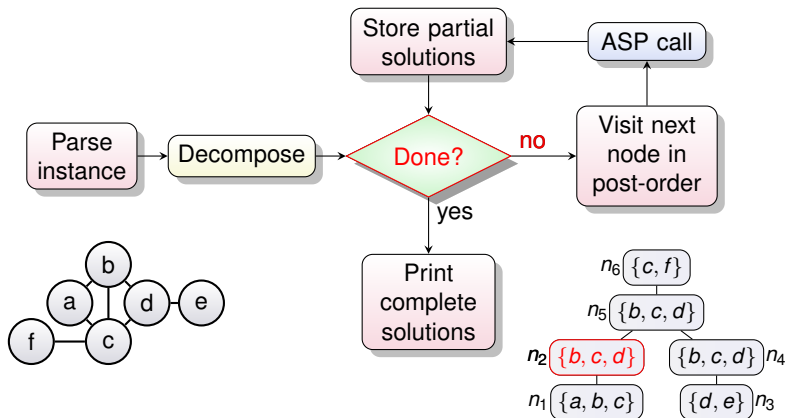 Store partial
solutions
ASP call
Parse
instance
Decompose
Done?
no
Visit next
node in
post-order
yes
Print
complete
solutions
b
a
d
e
f
c
n6 {c, f}
n5 {b, c, d}
n2 {b, c, d}
{b, c, d} n4
n1 {a, b, c}
{d, e} n3